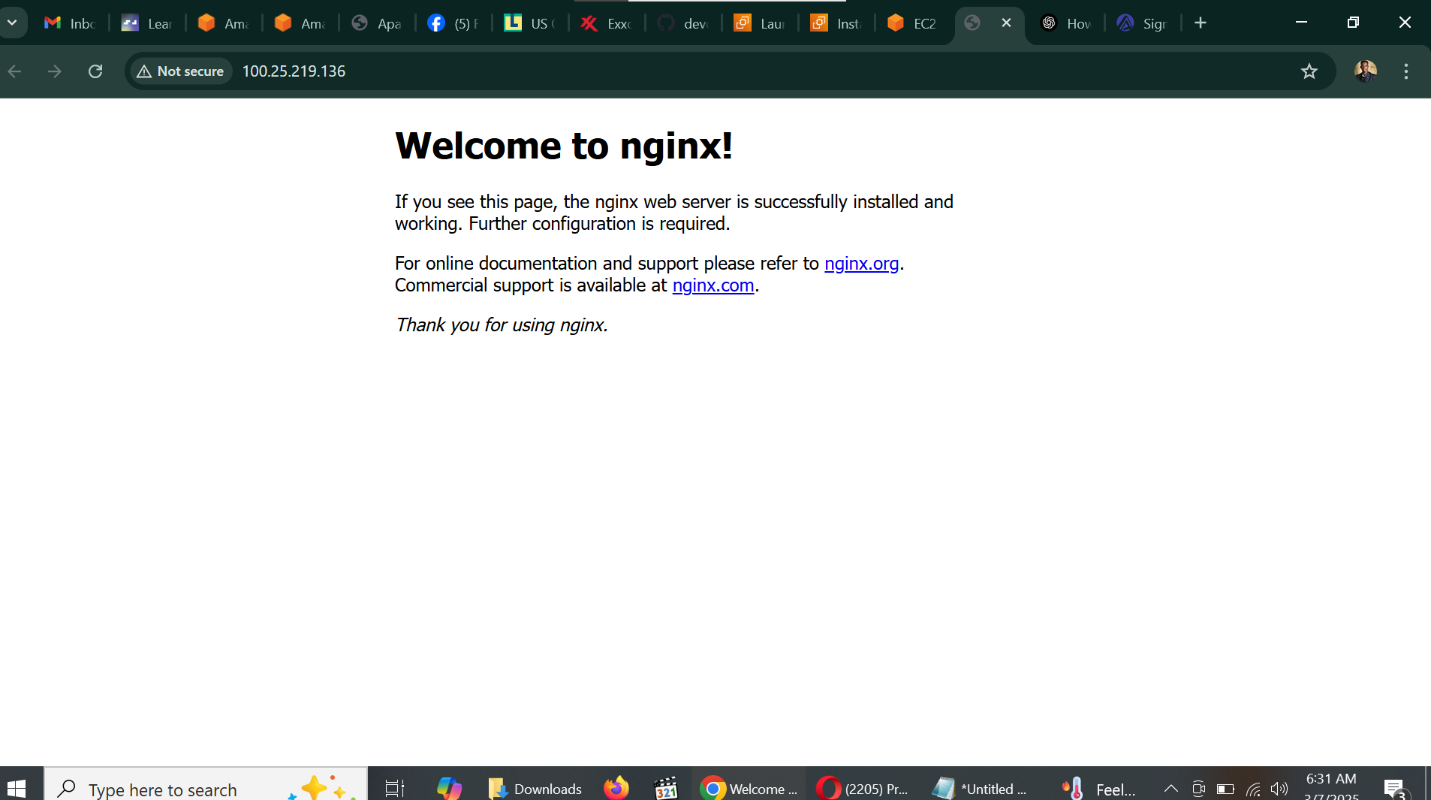 Inbo
Lear
Ama
Ama
Apa
(5) F
US C
Exxo
deve
Laun
Insta
EC2
How
Sign
Not secure
100.25.219.136
Welcome to nginx!
If you see this page, the nginx web server is successfully installed and
working. Further configuration is required.
For online documentation and support please refer to nginx.org.
Commercial support is available at nginx.com.
Thank you for using nginx.
Type here to search
321
Downloads
Welcome ...
(2205) Pr...
*Untitled ...
Feel...
6:31 AM
3/7/2025
3